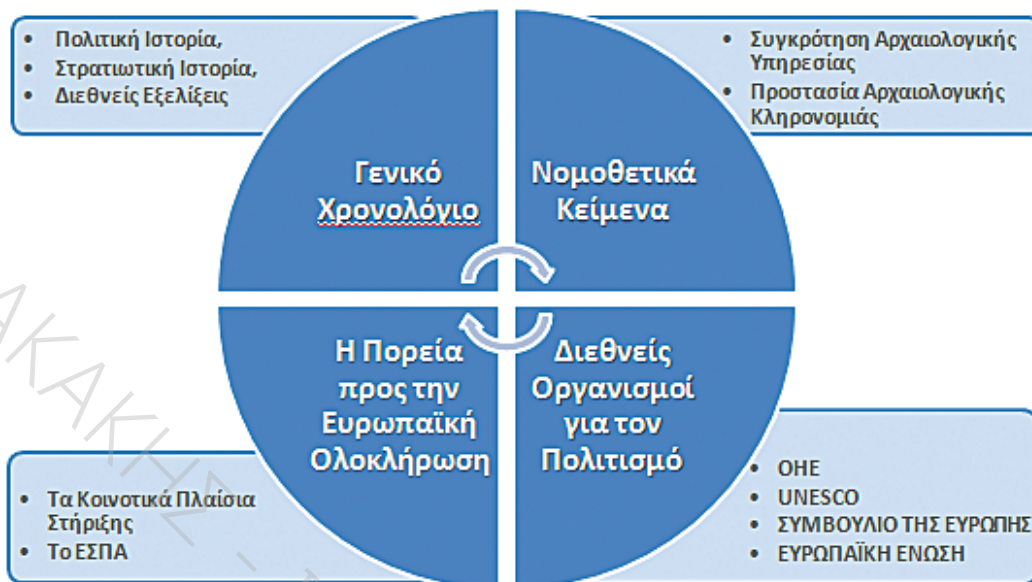 • Πολιτική Ιστορία,
• Στρατιωτική Ιστορία,
• Διεθνείς Εξελίξεις
• Συγκρότηση Αρχαιολογικής
Υπηρεσίας
• Προστασία Αρχαιολογικής
Κληρονομιάς
Γενικό
Χρονολόγιο
Νομοθετικά
Κείμενα
Η Πορεία
προς την
Ευρωπαϊκή
Ολοκλήρωση
Διεθνείς
Οργανισμοί
για τον
Πολιτισμό
• Τα Κοινοτικά Πλαίσια
Στήριξης
• Το ΕΣΠΑ
• ΟΗΕ
• UNESCO
• ΣΥΜΒΟΥΛΙΟ ΤΗΣ ΕΥΡΩΠΗΣ
• ΕΥΡΩΠΑΪΚΗ ΕΝΩΣΗ